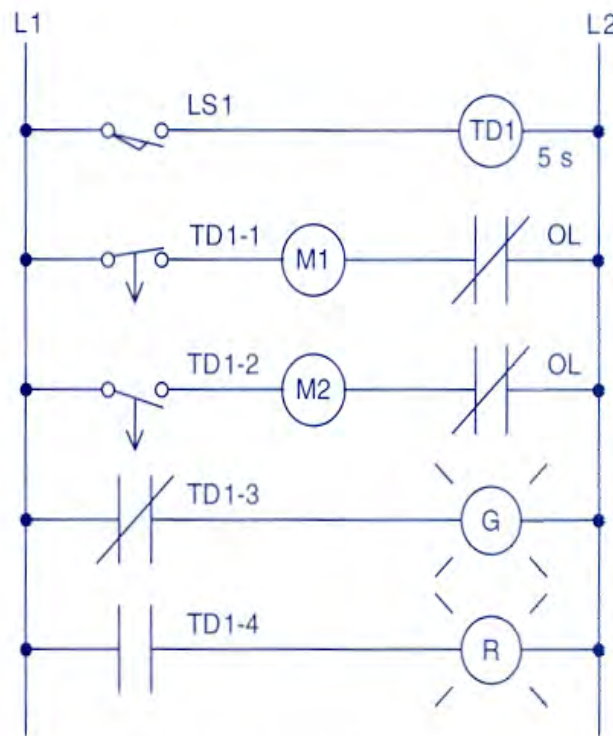 L1 L2
LS1 TD1
5 s
TD1-1 M1 OL
TD1-2 M2 OL
TD1-3 G
TD1-4 R